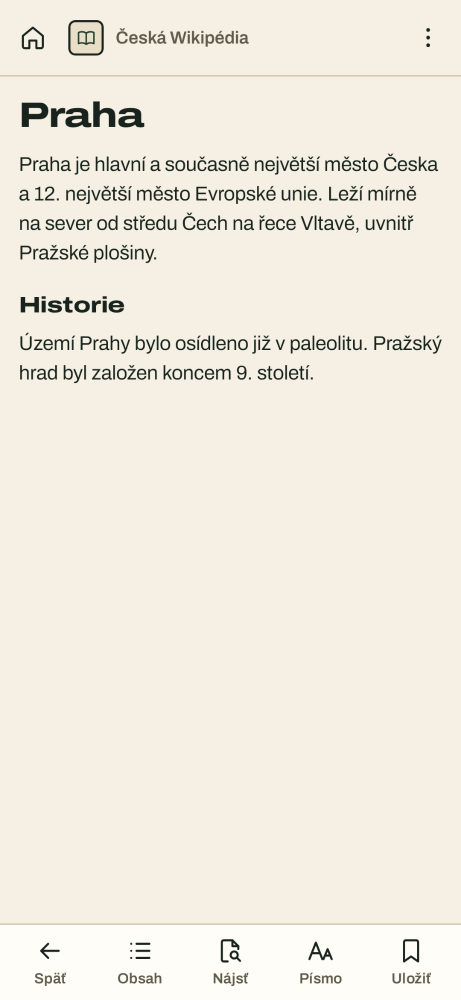 Česká Wikipédia
Praha
Praha je hlavní a současně největší město Česka
a 12. největší město Evropské unie. Leží mírně
na sever od středu Čech na řece Vltavě, uvnitř
Pražské plošiny.
Historie
Území Prahy bylo osídleno již v paleolitu. Pražský
hrad byl založen koncem 9. století.
Späť
Obsah
Nájsť
Písmo
Uložiť